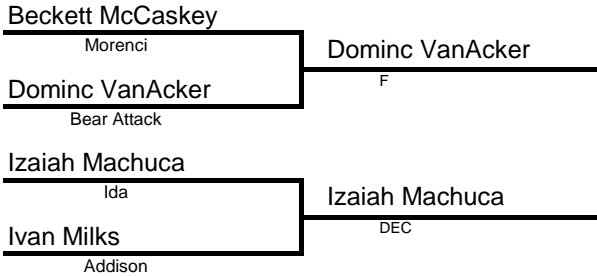 Beckett McCaskey
Morenci
Dominc VanAcker
F
Dominc VanAcker
Bear Attack
Izaiah Machuca
Ida
Izaiah Machuca
DEC
Ivan Milks
Addison